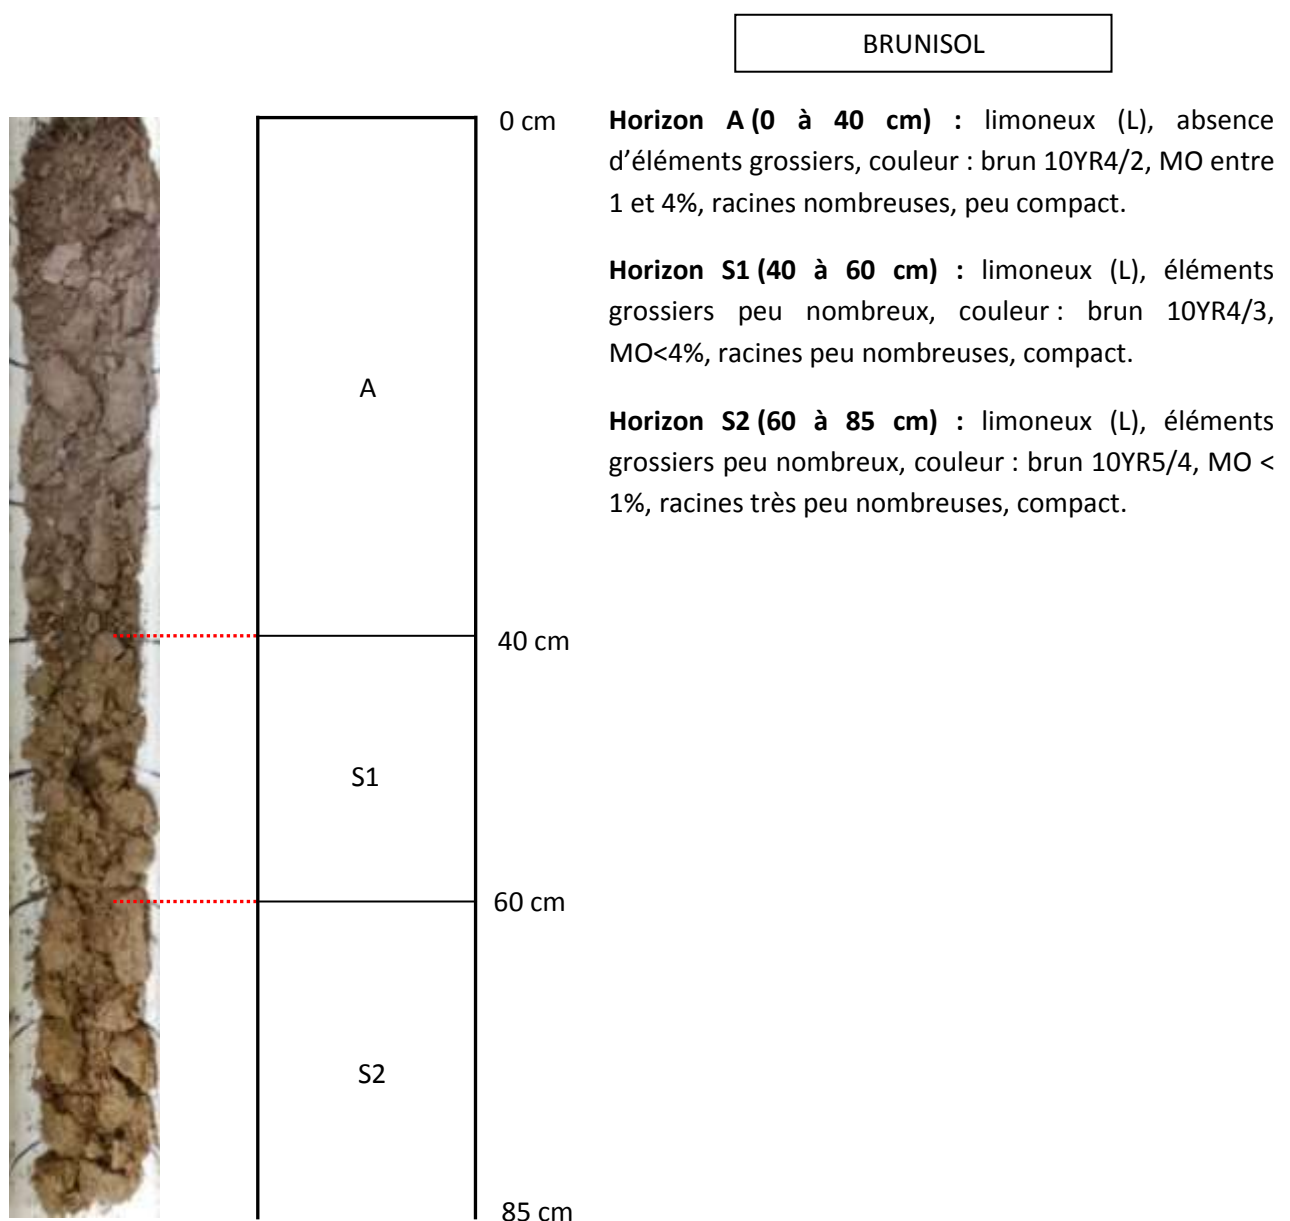 BRUNISOL
0 cm
Horizon A (0 à 40 cm) : limoneux (L), absence
d’éléments grossiers, couleur : brun 10YR4/2, MO entre
1 et 4%, racines nombreuses, peu compact.
Horizon S1 (40 à 60 cm) : limoneux (L), éléments
grossiers peu nombreux, couleur : brun 10YR4/3,
MO<4%, racines peu nombreuses, compact.
A
Horizon S2 (60 à 85 cm) : limoneux (L), éléments
grossiers peu nombreux, couleur : brun 10YR5/4, MO <
1%, racines très peu nombreuses, compact.
40 cm
S1
60 cm
S2
85 cm